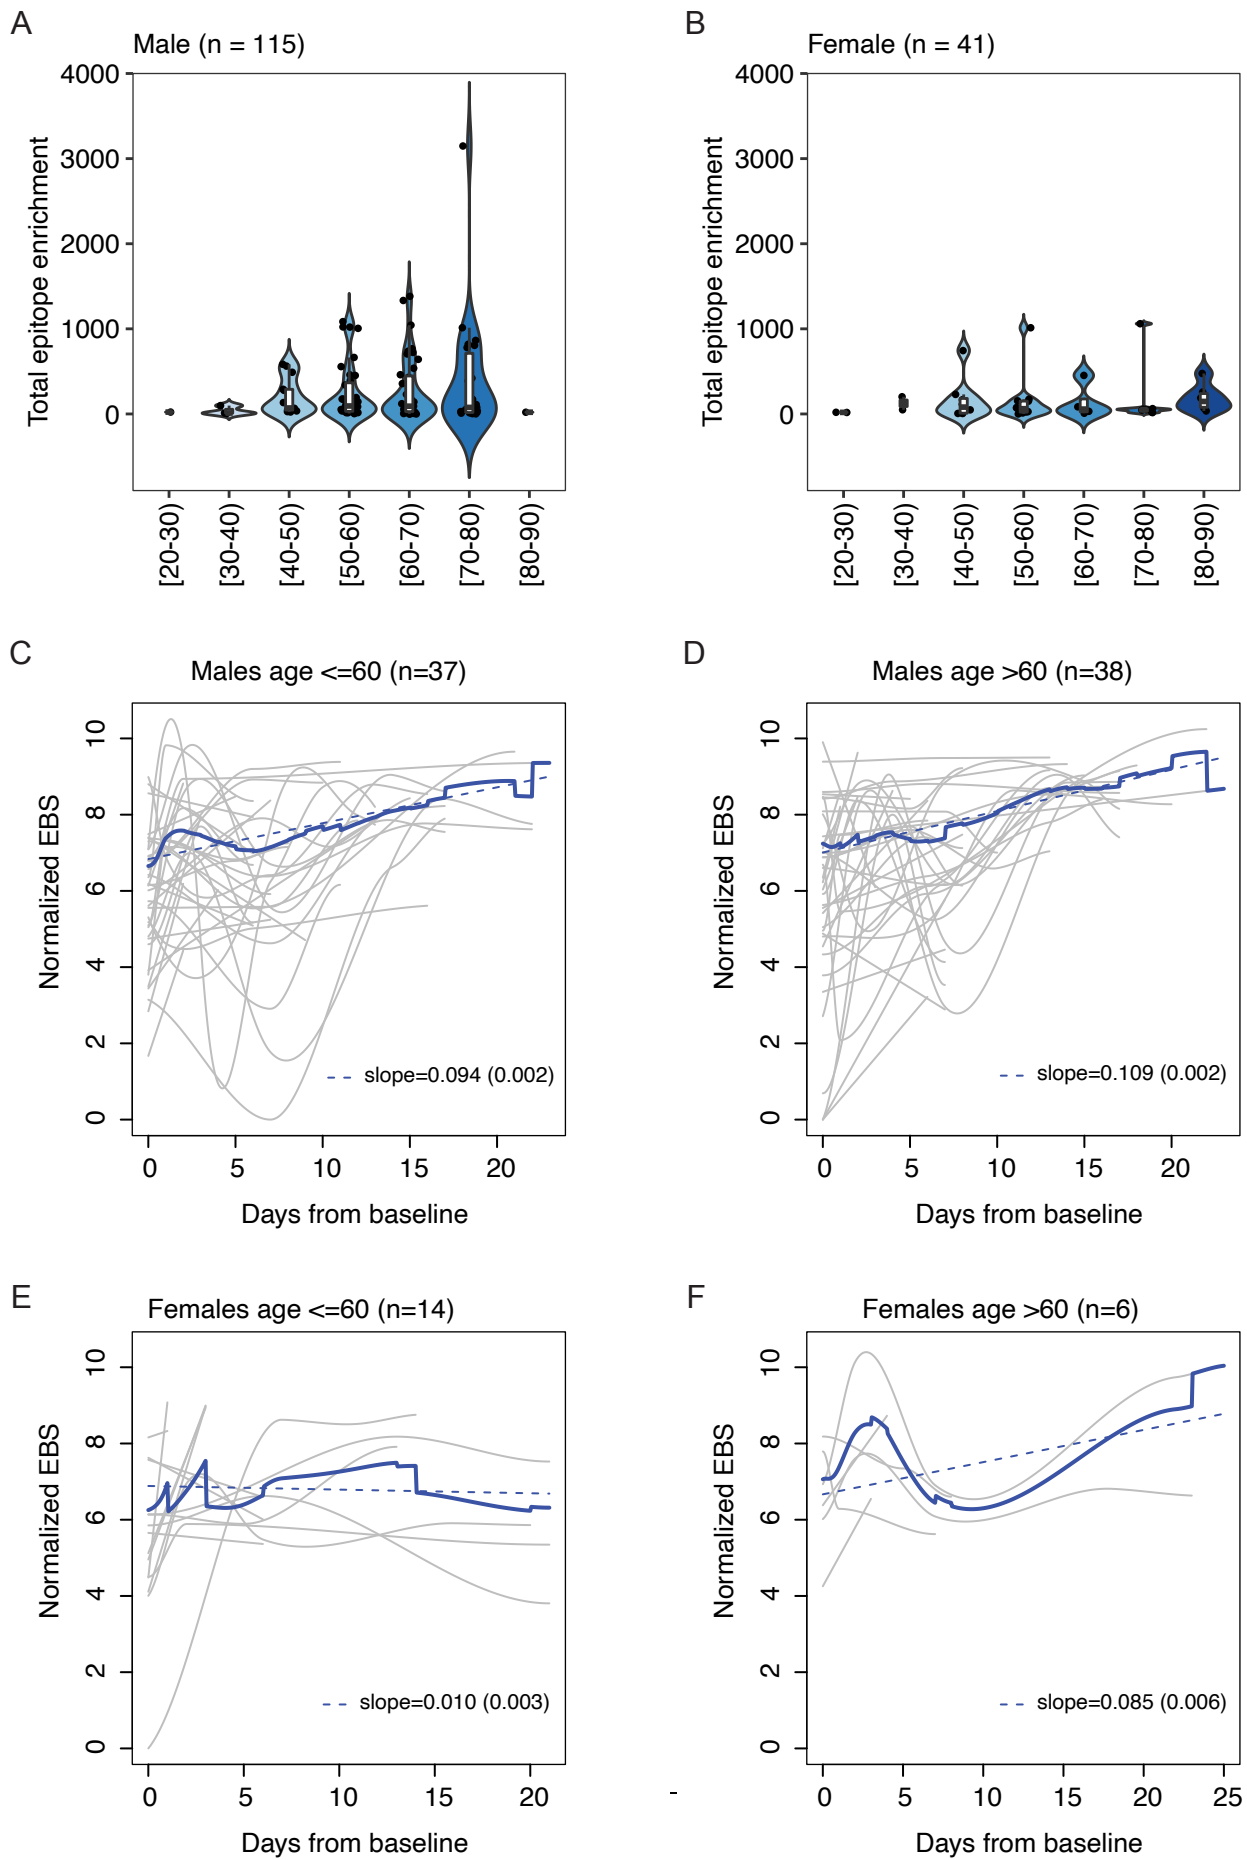 A
Male (n = 115)
Total epitope enrichment
4000
3000
2000
1000
0
[20-30)
[30-40)
[40-50)
[50-60)
[60-70)
[70-80)
[80-90)
B
Female (n = 41)
Total epitope enrichment
4000
3000
2000
1000
0
[20-30)
[30-40)
[40-50)
[50-60)
[60-70)
[70-80)
[80-90)
C
Males age <=60 (n=37)
Normalized EBS
10
8
6
4
2
0
slope=0.094 (0.002)
0 5 10 15 20
Days from baseline
D
Males age >60 (n=38)
Normalized EBS
10
8
6
4
2
0
slope=0.109 (0.002)
0 5 10 15 20
Days from baseline
E
Females age <=60 (n=14)
Normalized EBS
10
8
6
4
2
0
slope=0.010 (0.003)
0 5 10 15 20
Days from baseline
-
F
Females age >60 (n=6)
Normalized EBS
10
8
6
4
2
0
slope=0.085 (0.006)
0 5 10 15 20 25
Days from baseline